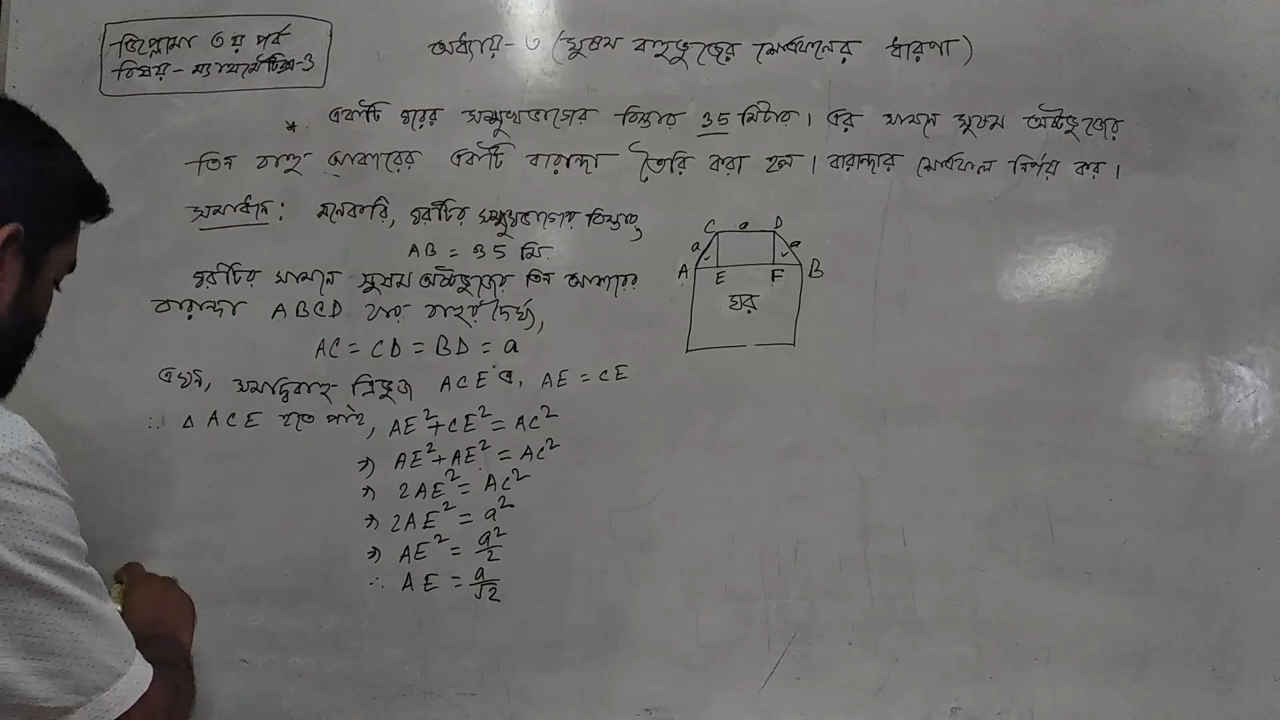 ডিপ্লোমা ৩য় পর্ব
বিষয় - ম্যাথমেটিক্স-3
অধ্যায়- ৩ (সুষম বহুভুজের ক্ষেত্রফলের ধারণা)
* একটি ঘরের সম্মুখভাগের বিস্তার 35 মিটার। এর সামনে সুষম অষ্টভুজের
তিন বাহু আকারের একটি বারান্দা তৈরি করা হল। বারান্দার ক্ষেত্রফল নির্ণয় কর।
সমাধান: মনেকরি, ঘরটির সম্মুখভাগের বিস্তার,
AB = 35 মি.
ঘরটির সামনে সুষম অষ্টভুজের তিন আকারের
বারান্দা ABCD যার বাহুর দৈর্ঘ্য,
AC = CD = BD = a
এখন, সমদ্বিবাহু ত্রিভুজ ACE এ, AE = CE
∴ △ ACE হতে পাই, AE² + CE² = AC²
⇒ AE² + AE² = AC²
⇒ 2AE² = AC²
⇒ 2AE² = a²
⇒ AE² = a²/2
∴ AE = a/√2
C a D
a a
A E F B
ঘর